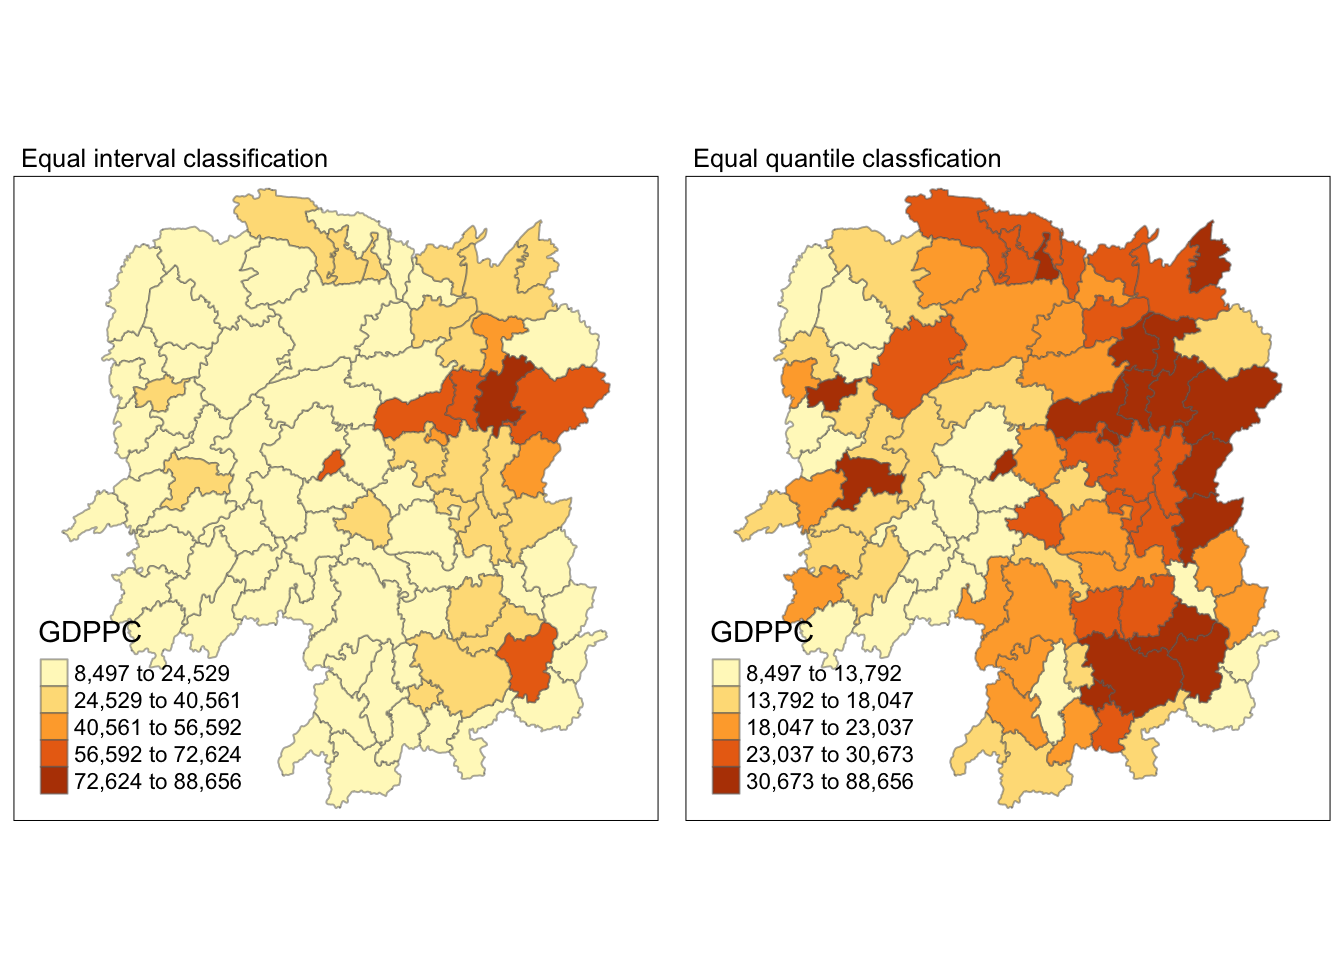 Equal interval classification
GDPPC
8,497 to 24,529
24,529 to 40,561
40,561 to 56,592
56,592 to 72,624
72,624 to 88,656
Equal quantile classfication
GDPPC
8,497 to 13,792
13,792 to 18,047
18,047 to 23,037
23,037 to 30,673
30,673 to 88,656